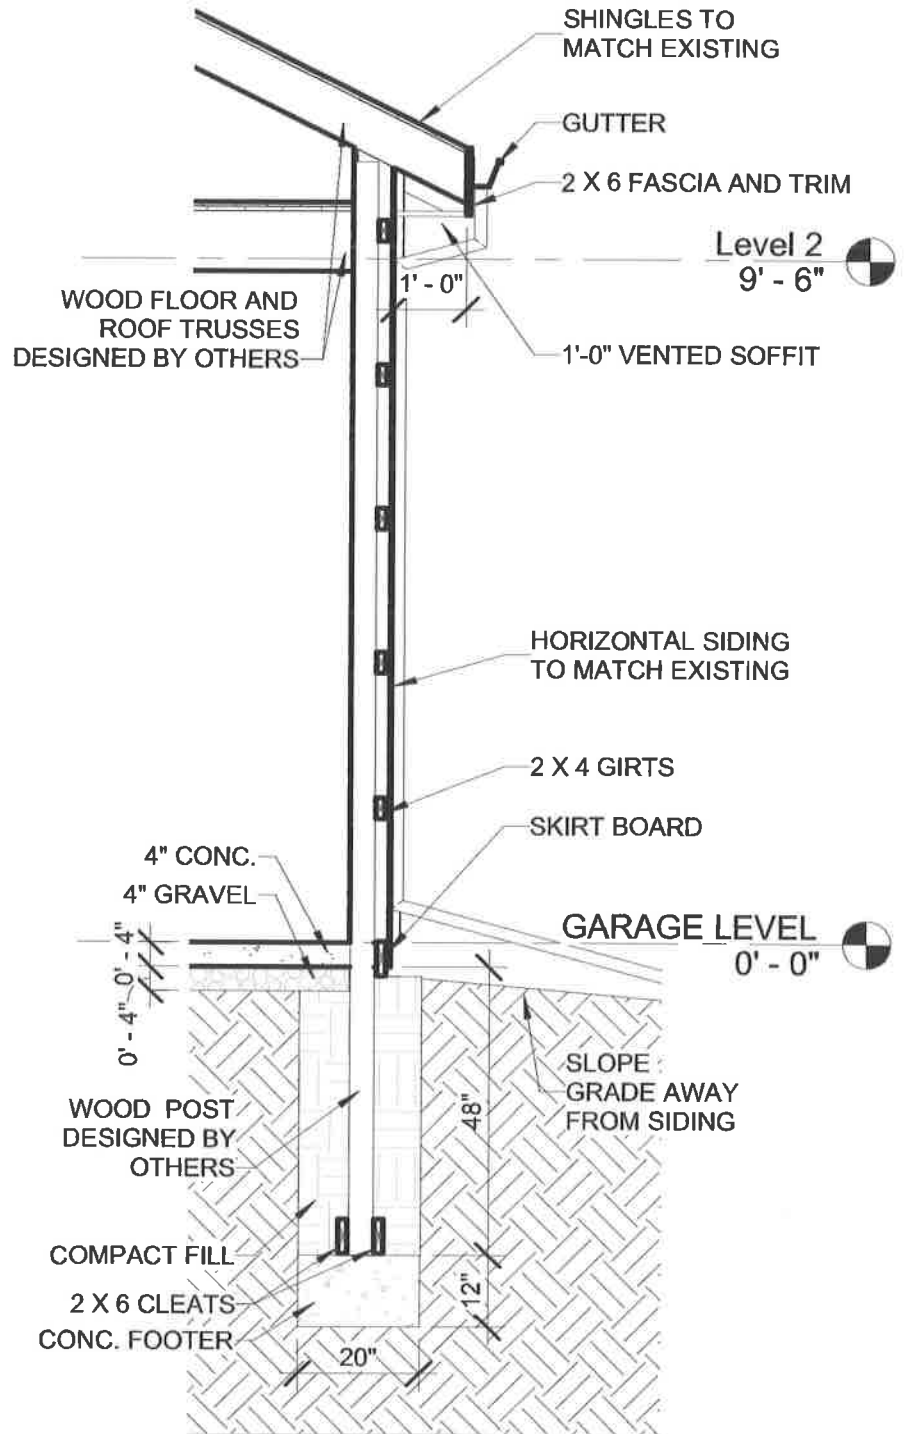 SHINGLES TO
MATCH EXISTING
GUTTER
2 X 6 FASCIA AND TRIM
Level 2
9' - 6"
1' - 0"
WOOD FLOOR AND
ROOF TRUSSES
DESIGNED BY OTHERS
1'-0" VENTED SOFFIT
HORIZONTAL SIDING
TO MATCH EXISTING
2 X 4 GIRTS
SKIRT BOARD
4" CONC.
4" GRAVEL
GARAGE LEVEL
0' - 0"
0' - 4"
0' - 4"
SLOPE
GRADE AWAY
FROM SIDING
48"
WOOD POST
DESIGNED BY
OTHERS
COMPACT FILL
2 X 6 CLEATS
CONC. FOOTER
12"
20"